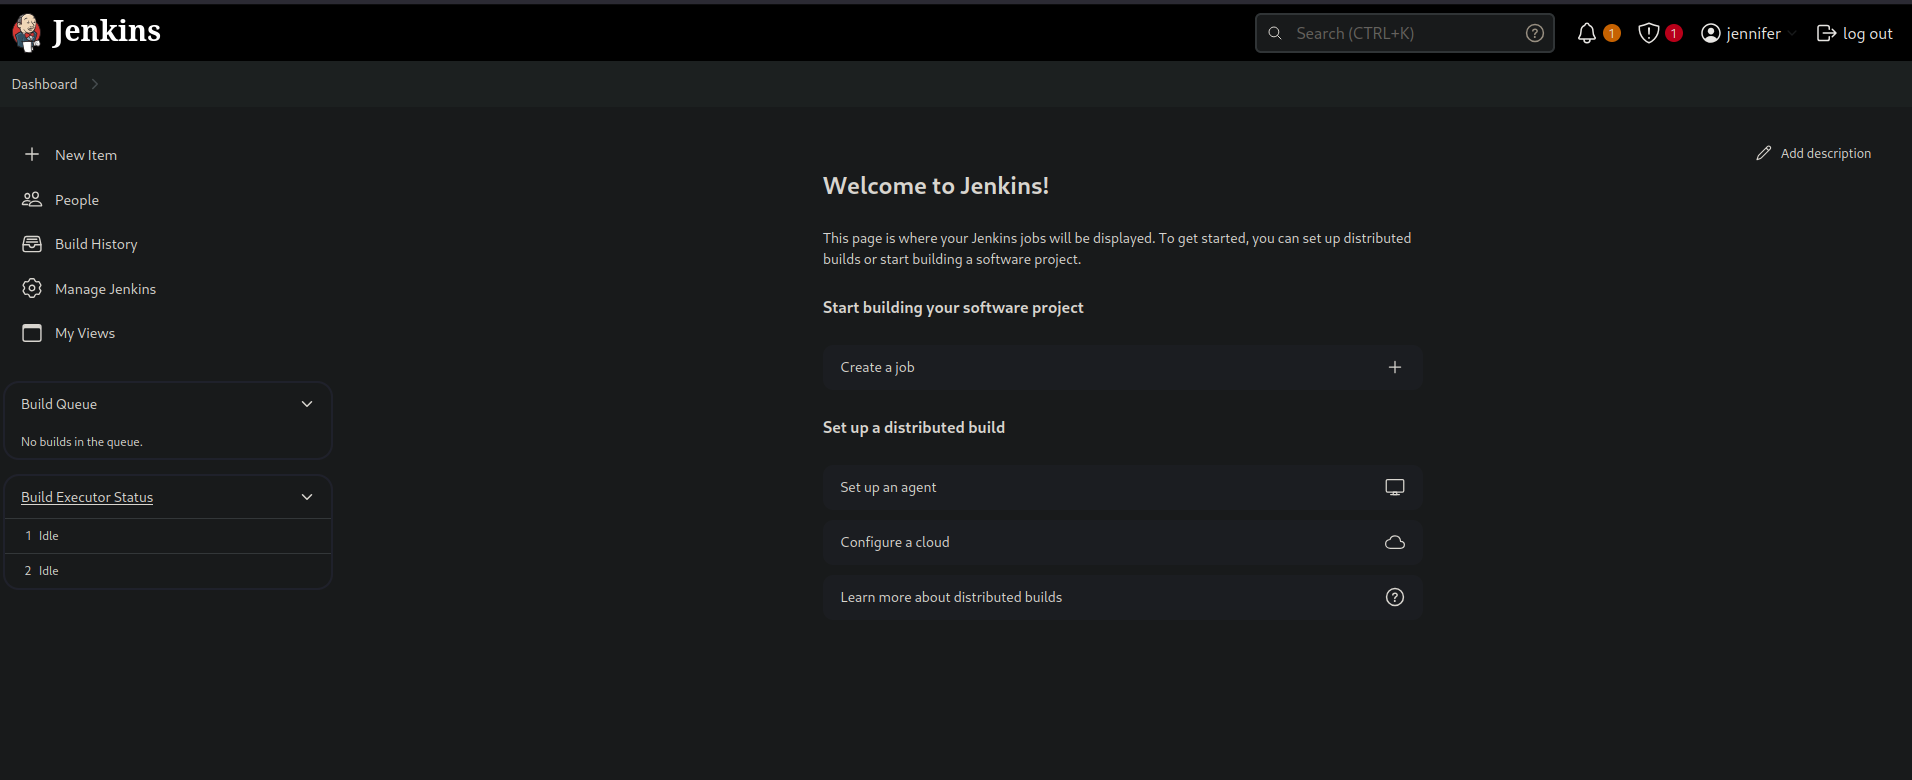 Jenkins
Search (CTRL+K)
1
1
jennifer
log out
Dashboard
New Item
People
Build History
Manage Jenkins
My Views
Build Queue
No builds in the queue.
Build Executor Status
1 Idle
2 Idle
Add description
Welcome to Jenkins!
This page is where your Jenkins jobs will be displayed. To get started, you can set up distributed
builds or start building a software project.
Start building your software project
Create a job
Set up a distributed build
Set up an agent
Configure a cloud
Learn more about distributed builds